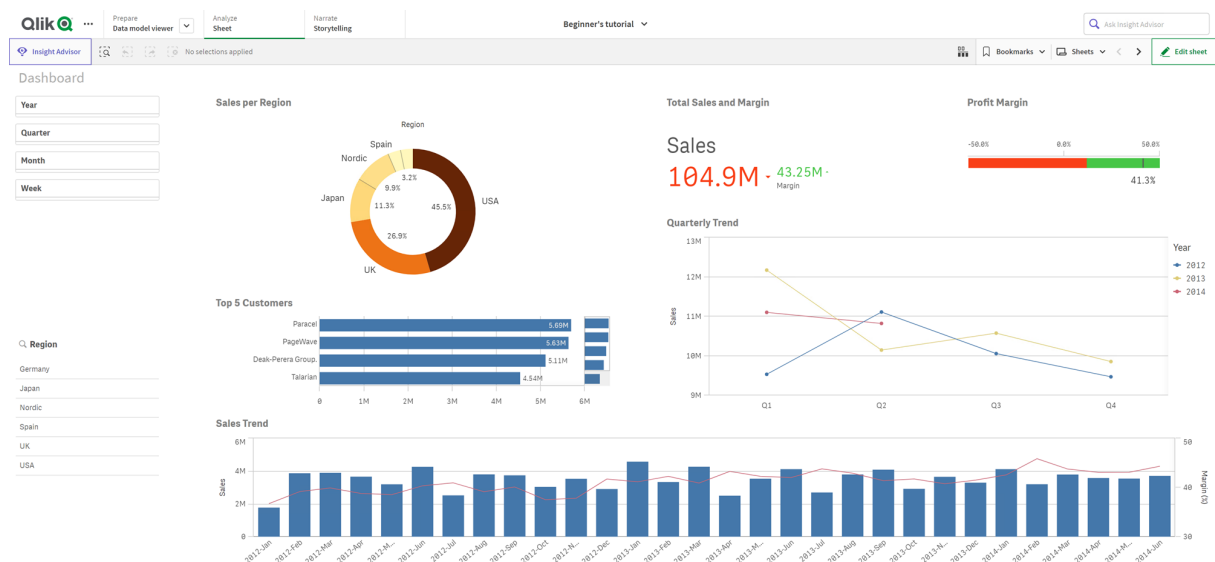 Qlik
Prepare
Data model viewer
Analyze
Sheet
Narrate
Storytelling
Beginner's tutorial
Ask Insight Advisor
Insight Advisor
No selections applied
Bookmarks
Sheets
Edit sheet
Dashboard
Year
Quarter
Month
Week
Region
Germany
Japan
Nordic
Spain
UK
USA
Sales per Region
Region
Spain
Nordic
Japan
UK
USA
3.2%
9.9%
11.3%
45.5%
26.9%
Total Sales and Margin
Sales
104.9M
43.25M
Margin
Profit Margin
-50.0%
0.0%
50.0%
41.3%
Top 5 Customers
Paracel
5.69M
PageWave
5.63M
Deak-Perera Group.
5.11M
Talarian
4.54M
0 1M 2M 3M 4M 5M 6M
Quarterly Trend
Sales
13M
12M
11M
10M
9M
Q1 Q2 Q3 Q4
Year
2012
2013
2014
Sales Trend
Sales
6M
4M
2M
0
50
40
30
Margin (%)
2012-Jan
2012-Feb
2012-Mar
2012-Apr
2012-M...
2012-Jun
2012-Jul
2012-Aug
2012-Sep
2012-Oct
2012-N...
2012-Dec
2013-Jan
2013-Feb
2013-Mar
2013-Apr
2013-M...
2013-Jun
2013-Jul
2013-Aug
2013-Sep
2013-Oct
2013-N...
2013-Dec
2014-Jan
2014-Feb
2014-Mar
2014-Apr
2014-M...
2014-Jun